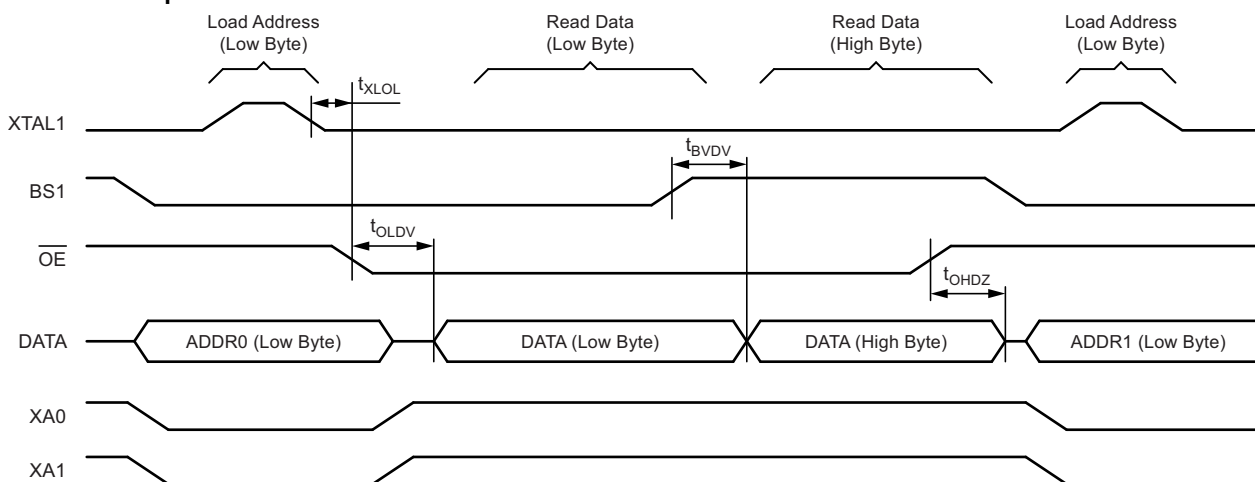 Load Address
(Low Byte)
Read Data
(Low Byte)
Read Data
(High Byte)
Load Address
(Low Byte)
tXLOL
XTAL1
tBVDV
BS1
tOLDV
OE
tOHDZ
DATA
ADDR0 (Low Byte)
DATA (Low Byte)
DATA (High Byte)
ADDR1 (Low Byte)
XA0
XA1